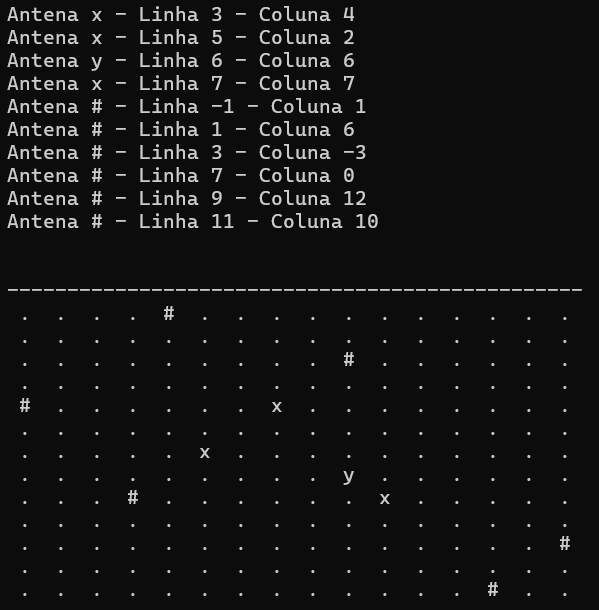 Antena x - Linha 3 - Coluna 4
Antena x - Linha 5 - Coluna 2
Antena y - Linha 6 - Coluna 6
Antena x - Linha 7 - Coluna 7
Antena # - Linha -1 - Coluna 1
Antena # - Linha 1 - Coluna 6
Antena # - Linha 3 - Coluna -3
Antena # - Linha 7 - Coluna 0
Antena # - Linha 9 - Coluna 12
Antena # - Linha 11 - Coluna 10
------------------------------------------------
. . . . # . . . . . . . . . . .
. . . . . . . . . . . . . . . .
. . . . . . . . . # . . . . . .
. . . . . . . . . . . . . . . .
# . . . . . . x . . . . . . . .
. . . . . . . . . . . . . . . .
. . . . . x . . . . . . . . . .
. . . . . . . . . y . . . . . .
. . . # . . . . . . x . . . . .
. . . . . . . . . . . . . . . .
. . . . . . . . . . . . . . . #
. . . . . . . . . . . . . . . .
. . . . . . . . . . . . . # . .